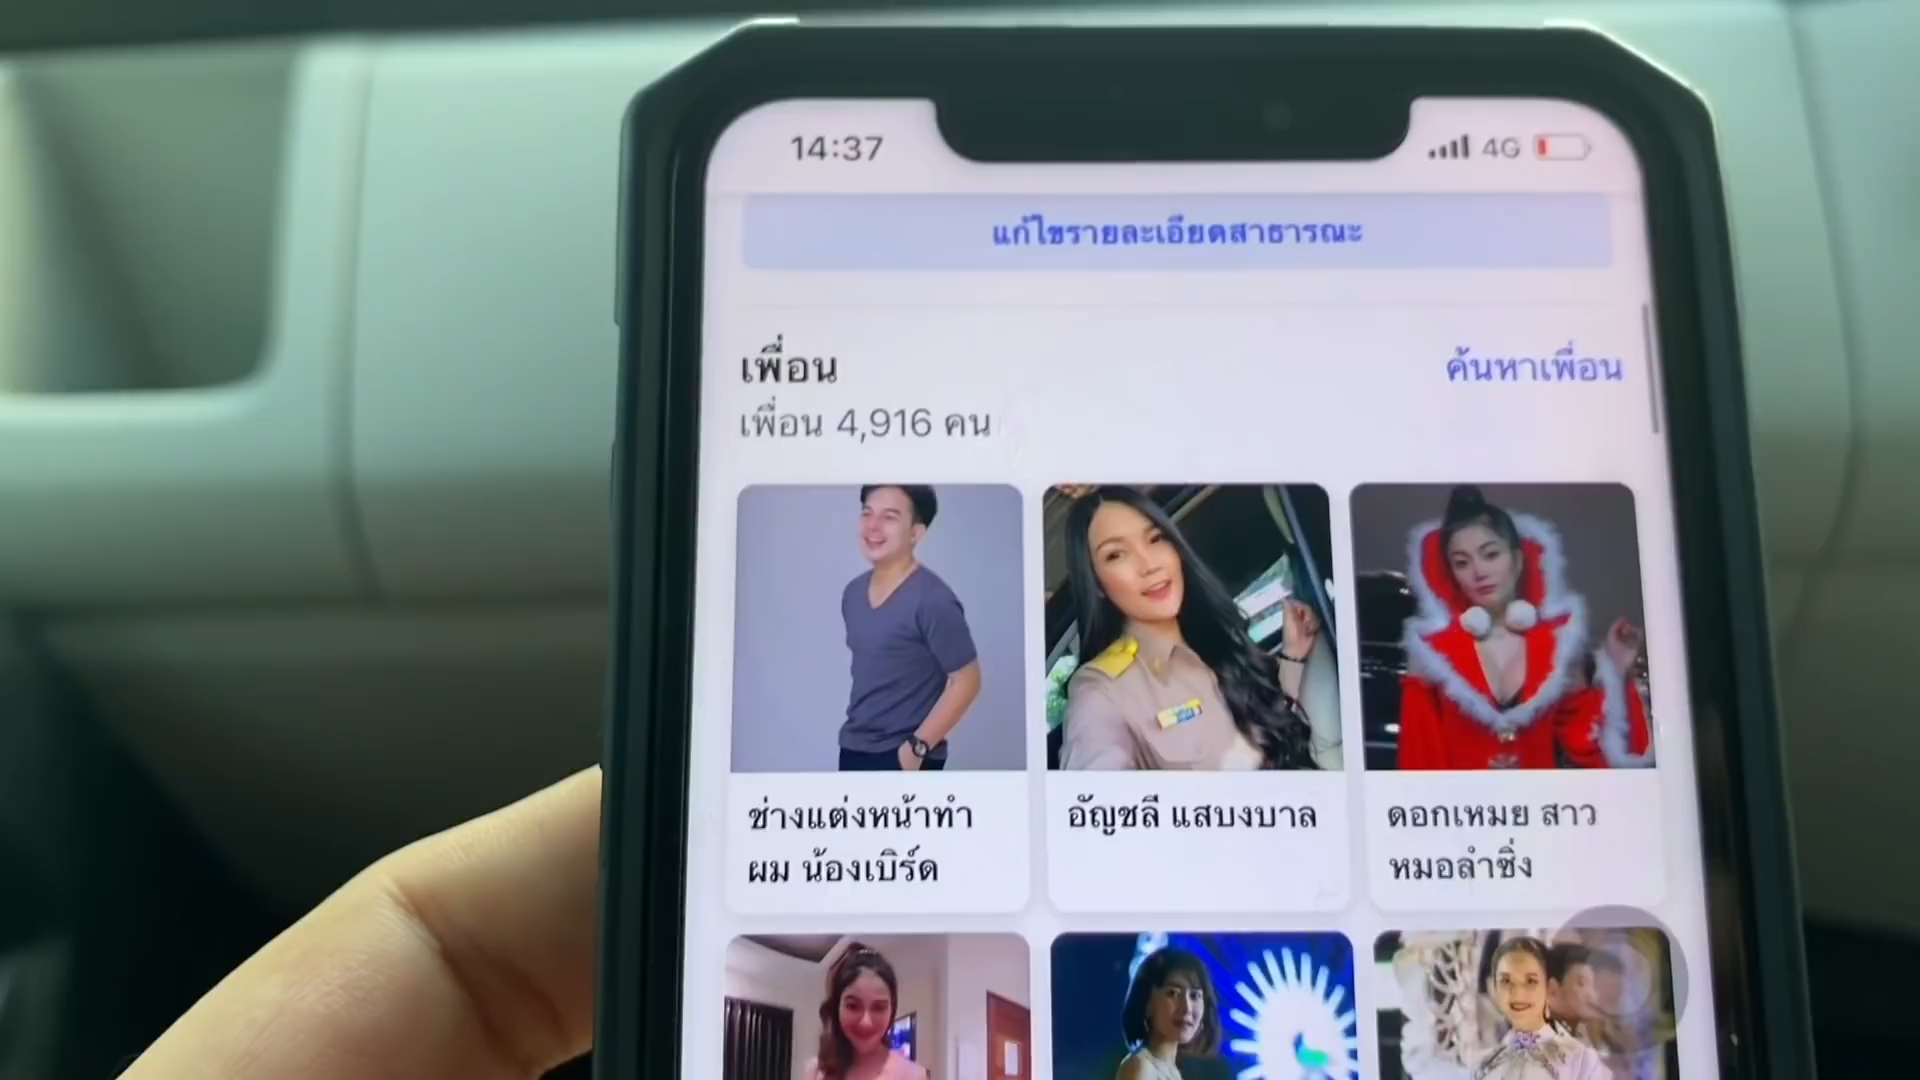 14:37
4G
แก้ไขรายละเอียดสาธารณะ
เพื่อน
ค้นหาเพื่อน
เพื่อน 4,916 คน
ช่างแต่งหน้าทำ
ผม น้องเบิร์ด
อัญชลี แสบงบาล
ดอกเหมย สาว
หมอลำซิ่ง